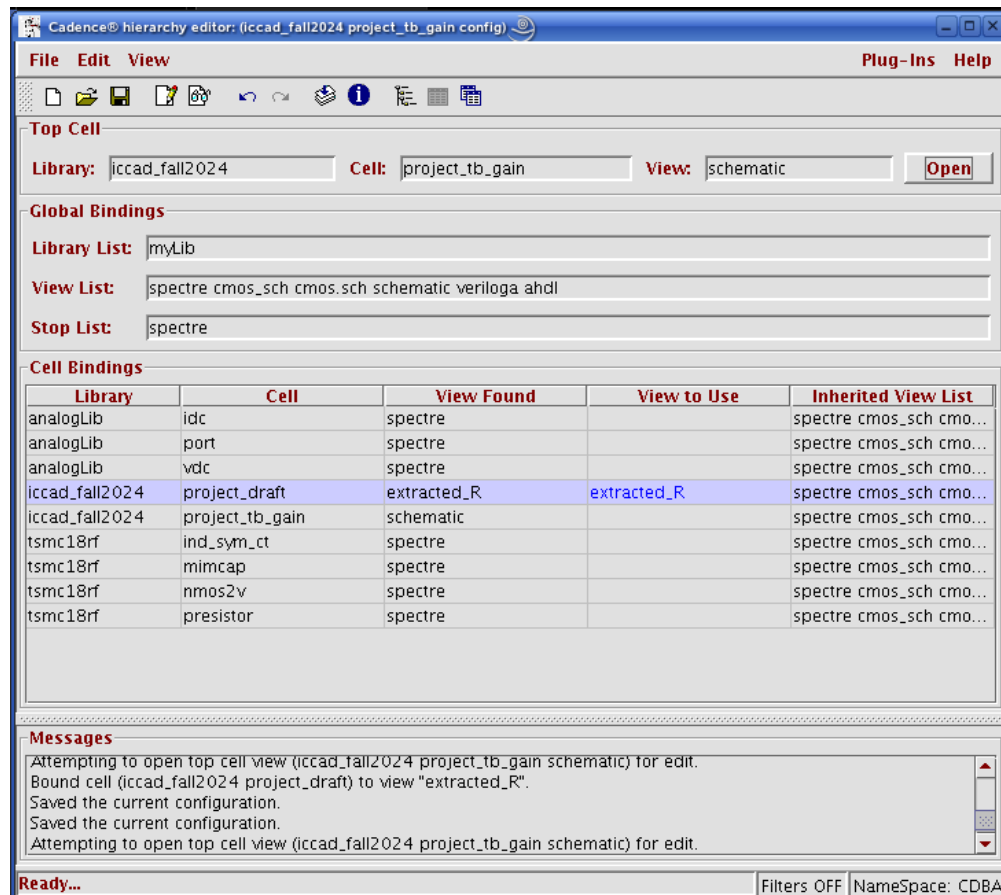 Cadence® hierarchy editor: (iccad_fall2024 project_tb_gain config)
File Edit View Plug-Ins Help
Top Cell
Library: iccad_fall2024 Cell: project_tb_gain View: schematic Open
Global Bindings
Library List: myLib
View List: spectre cmos_sch cmos.sch schematic veriloga ahdl
Stop List: spectre
Cell Bindings
Library Cell View Found View to Use Inherited View List
analogLib idc spectre spectre cmos_sch cmo...
analogLib port spectre spectre cmos_sch cmo...
analogLib vdc spectre spectre cmos_sch cmo...
iccad_fall2024 project_draft extracted_R extracted_R spectre cmos_sch cmo...
iccad_fall2024 project_tb_gain schematic spectre cmos_sch cmo...
tsmc18rf ind_sym_ct spectre spectre cmos_sch cmo...
tsmc18rf mimcap spectre spectre cmos_sch cmo...
tsmc18rf nmos2v spectre spectre cmos_sch cmo...
tsmc18rf presistor spectre spectre cmos_sch cmo...
Messages
Attempting to open top cell view (iccad_fall2024 project_tb_gain schematic) for edit.
Bound cell (iccad_fall2024 project_draft) to view "extracted_R".
Saved the current configuration.
Saved the current configuration.
Attempting to open top cell view (iccad_fall2024 project_tb_gain schematic) for edit.
Ready... Filters OFF NameSpace: CDBA